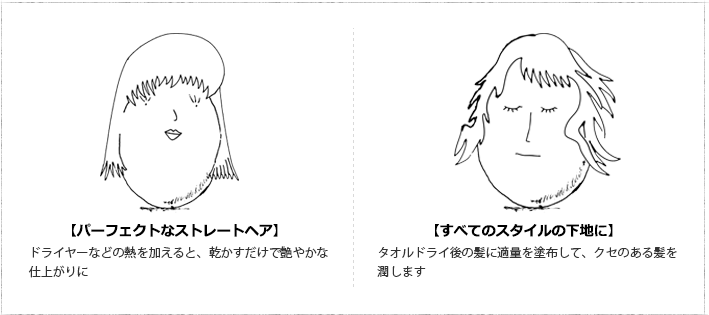 【パーフェクトなストレートヘア】
ドライヤーなどの熱を加えると、乾かすだけで艶やかな
仕上がりに
【すべてのスタイルの下地に】
タオルドライ後の髪に適量を塗布して、クセのある髪を
潤します